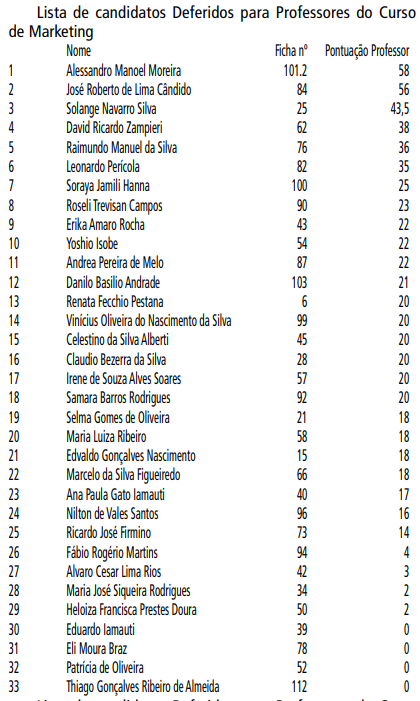 Lista de candidatos Deferidos para Professores do Curso
de Marketing
Nome Ficha nº Pontuação Professor
1 Alessandro Manoel Moreira 101.2 58
2 José Roberto de Lima Cândido 84 56
3 Solange Navarro Silva 25 43,5
4 David Ricardo Zampieri 62 38
5 Raimundo Manuel da Silva 76 36
6 Leonardo Perícola 82 35
7 Soraya Jamili Hanna 100 25
8 Roseli Trevisan Campos 90 23
9 Erika Amaro Rocha 43 22
10 Yoshio Isobe 54 22
11 Andrea Pereira de Melo 87 22
12 Danilo Basilio Andrade 103 21
13 Renata Fecchio Pestana 6 20
14 Vinícius Oliveira do Nascimento da Silva 99 20
15 Celestino da Silva Alberti 45 20
16 Claudio Bezerra da Silva 28 20
17 Irene de Souza Alves Soares 57 20
18 Samara Barros Rodrigues 92 20
19 Selma Gomes de Oliveira 21 18
20 Maria Luiza Ribeiro 58 18
21 Edvaldo Gonçalves Nascimento 15 18
22 Marcelo da Silva Figueiredo 66 18
23 Ana Paula Gato Iamauti 40 17
24 Nilton de Vales Santos 96 16
25 Ricardo José Firmino 73 14
26 Fábio Rogério Martins 94 4
27 Alvaro Cesar Lima Rios 42 3
28 Maria José Siqueira Rodrigues 34 2
29 Heloiza Francisca Prestes Doura 50 2
30 Eduardo Iamauti 39 0
31 Eli Moura Braz 78 0
32 Patrícia de Oliveira 52 0
33 Thiago Gonçalves Ribeiro de Almeida 112 0